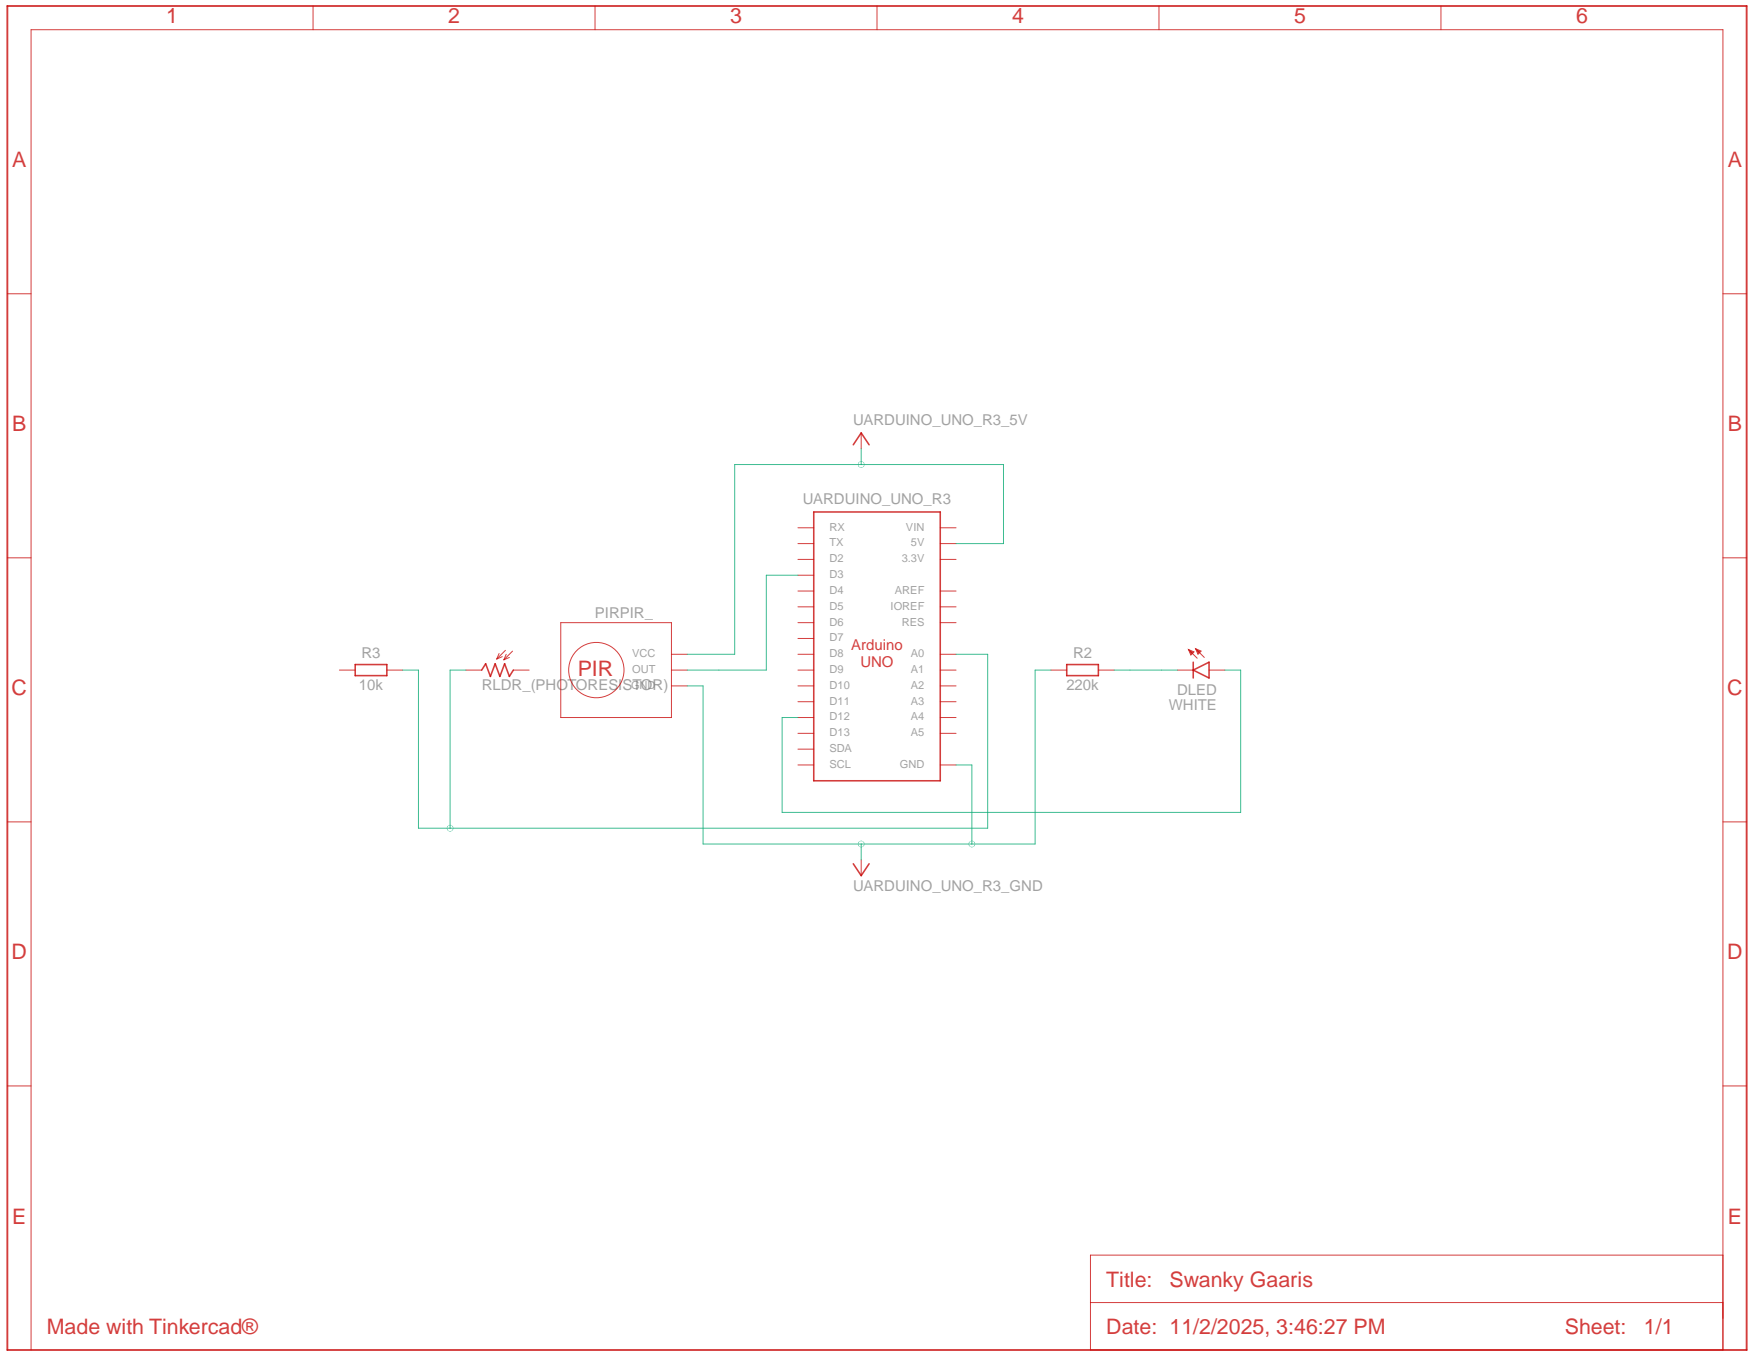 1 2 3 4 5 6
A A
B B
UARDUINO_UNO_R3_5V
UARDUINO_UNO_R3
RX VIN
TX 5V
D2 3.3V
D3
D4 AREF
D5 IOREF
D6 RES
D7
D8 A0
D9 A1
D10 A2
D11 A3
D12 A4
D13 A5
SDA
SCL GND
Arduino
UNO
PIRPIR_
VCC
OUT
GND
PIR
R3
10k
RLDR_(PHOTORESISTOR)
R2
220k
DLED
WHITE
C C
UARDUINO_UNO_R3_GND
D D
E E
Title: Swanky Gaaris
Made with Tinkercad®
Date: 11/2/2025, 3:46:27 PM Sheet: 1/1